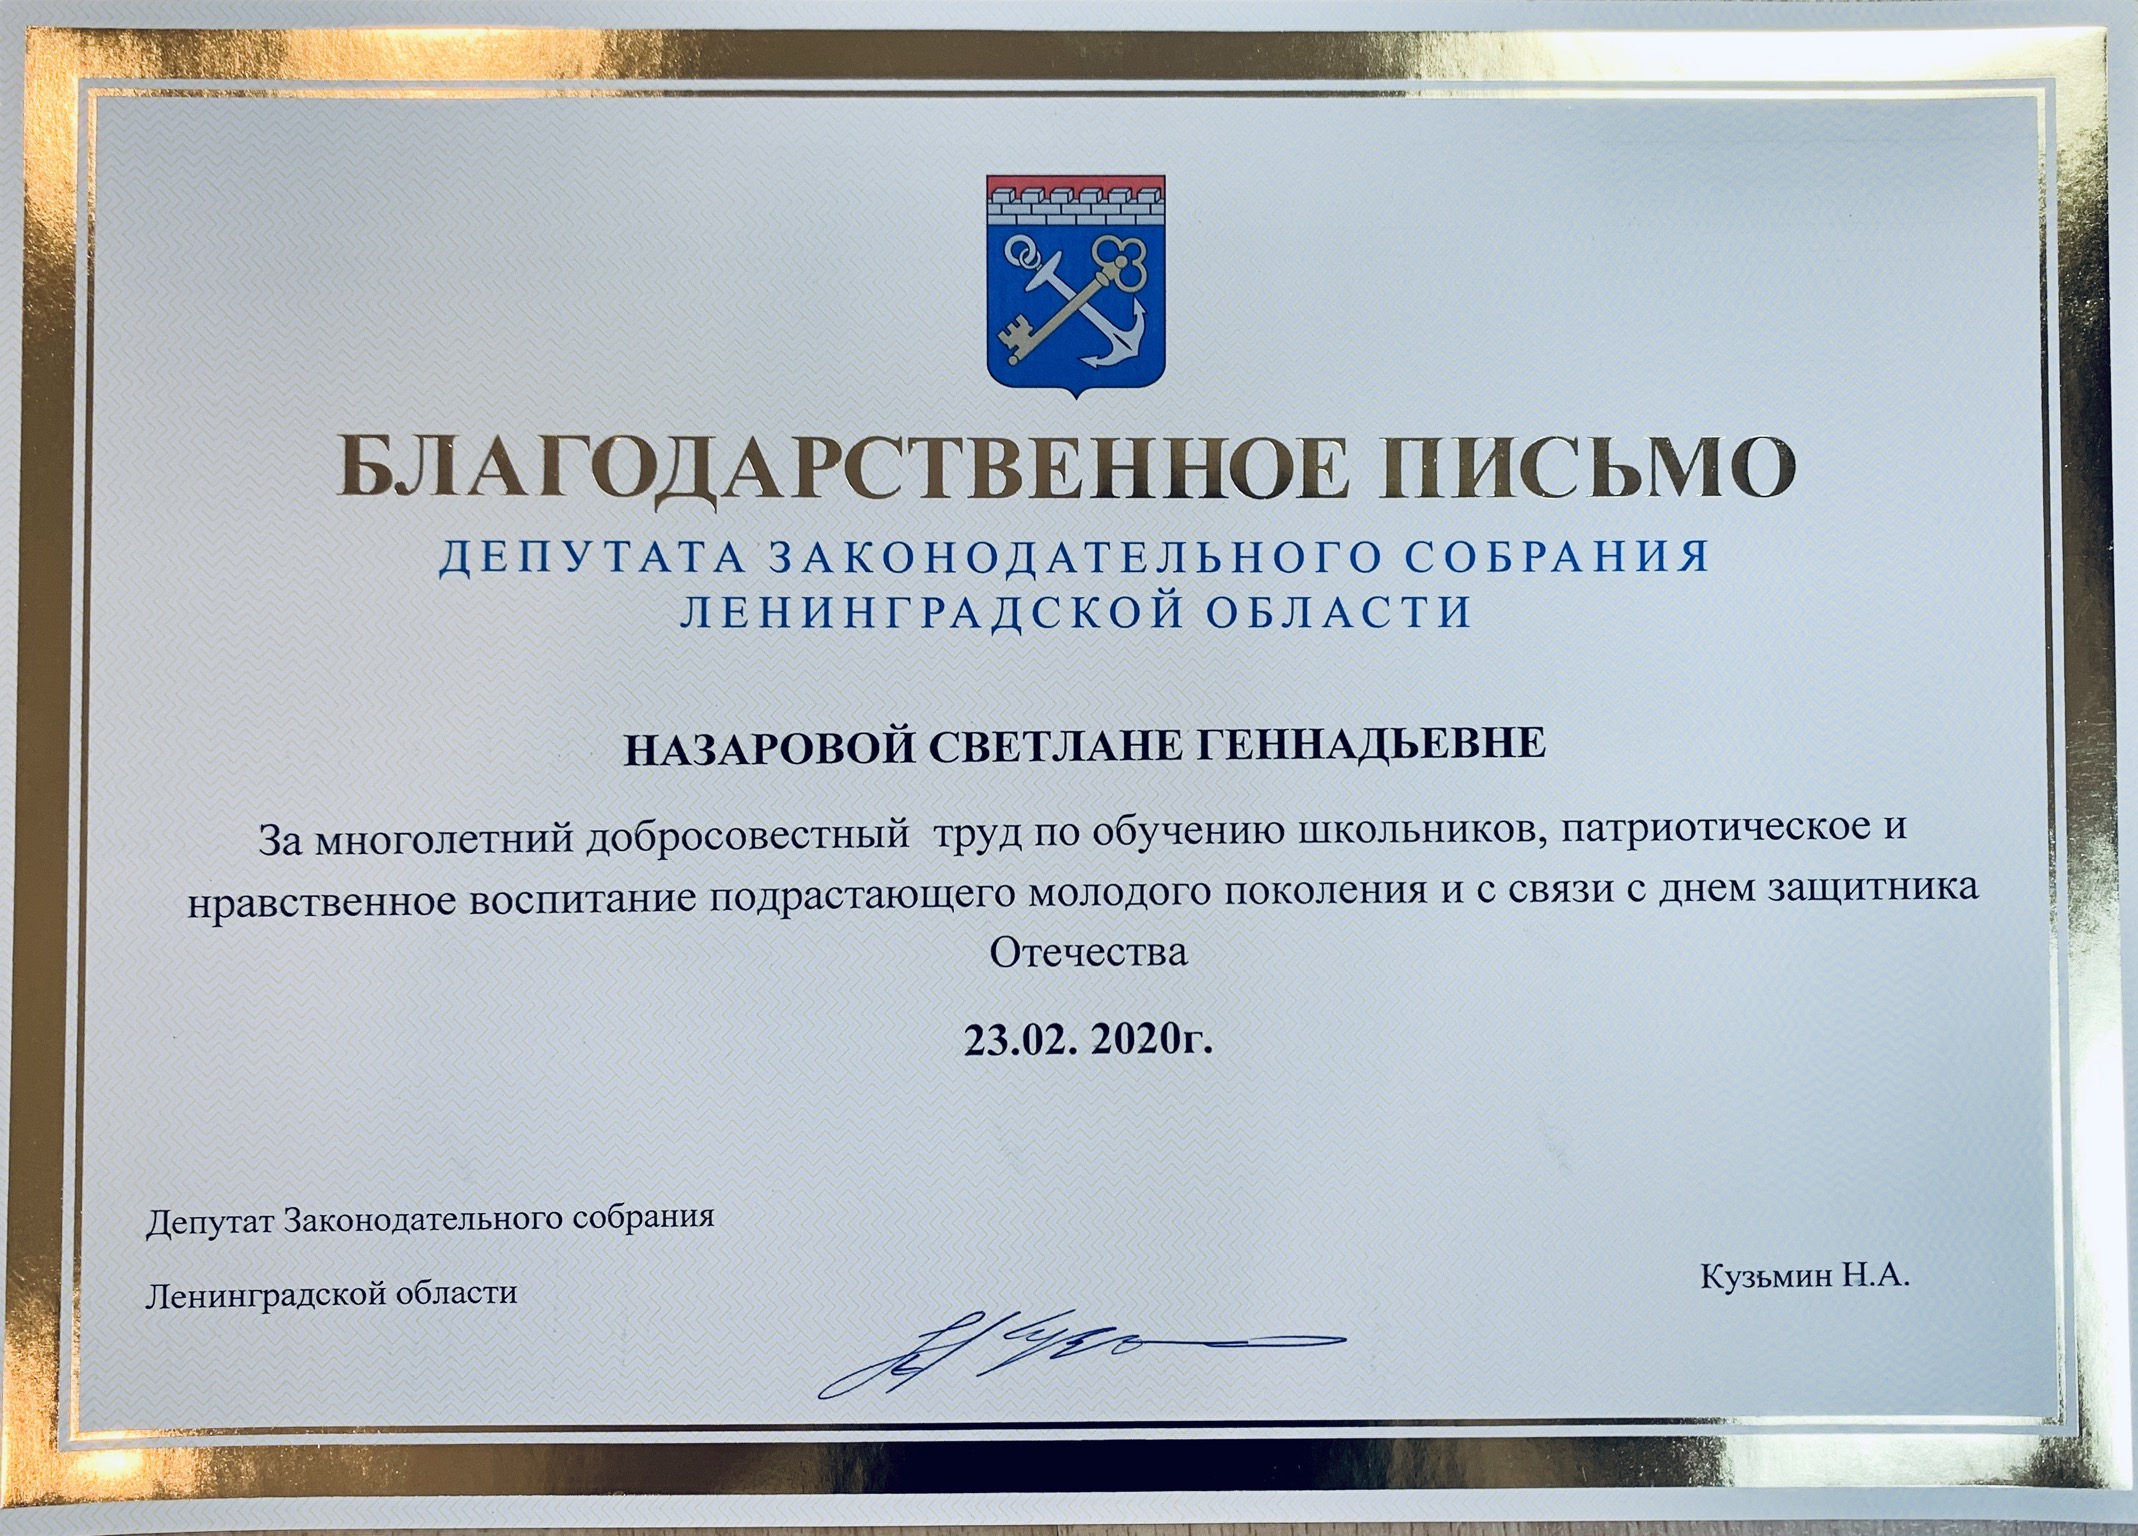 БЛАГОДАРСТВЕННОЕ ПИСЬМО
ДЕПУТАТА ЗАКОНОДАТЕЛЬНОГО СОБРАНИЯ
ЛЕНИНГРАДСКОЙ ОБЛАСТИ
НАЗАРОВОЙ СВЕТЛАНЕ ГЕННАДЬЕВНЕ
За многолетний добросовестный труд по обучению школьников, патриотическое и
нравственное воспитание подрастающего молодого поколения и с связи с днем защитника
Отечества
23.02. 2020г.
Депутат Законодательного собрания
Ленинградской области
Кузьмин Н.А.